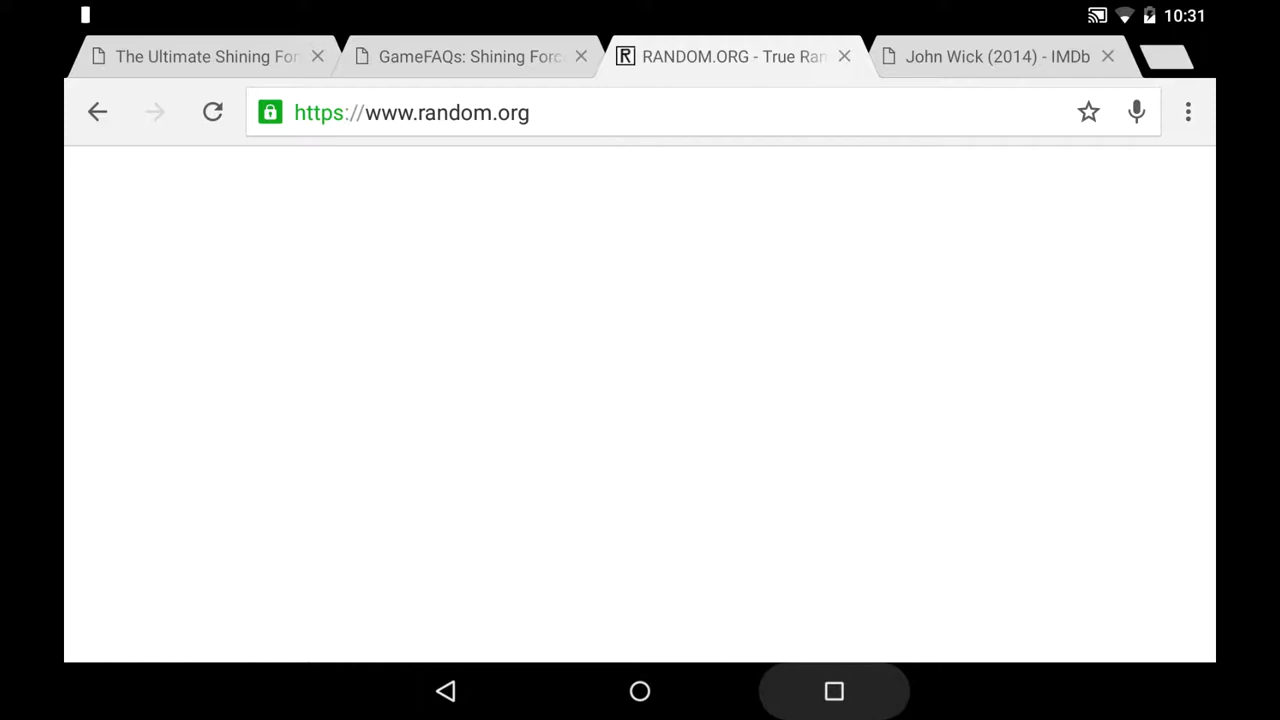 10:31
The Ultimate Shining For
GameFAQs: Shining Forc
RANDOM.ORG - True Ran
John Wick (2014) - IMDb
https://www.random.org